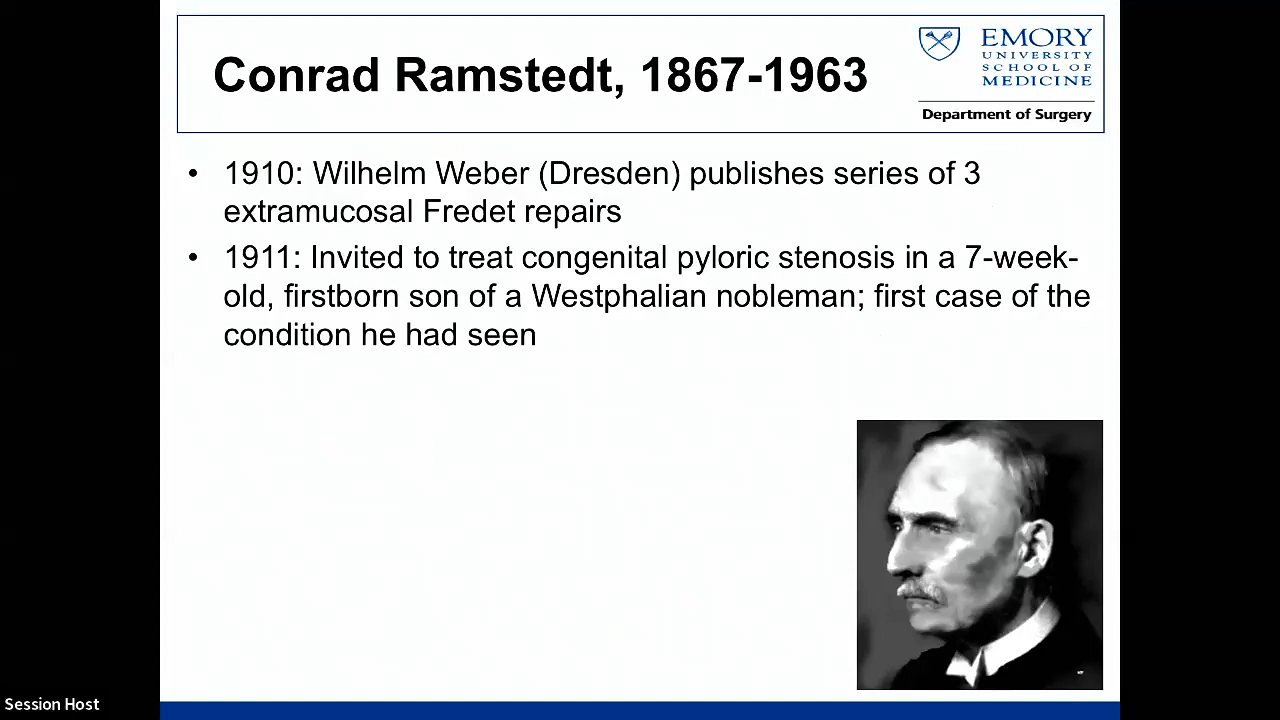 Conrad Ramstedt, 1867-1963
EMORY
UNIVERSITY
SCHOOL OF
MEDICINE
Department of Surgery
• 1910: Wilhelm Weber (Dresden) publishes series of 3
extramucosal Fredet repairs
• 1911: Invited to treat congenital pyloric stenosis in a 7-week-
old, firstborn son of a Westphalian nobleman; first case of the
condition he had seen
Session Host